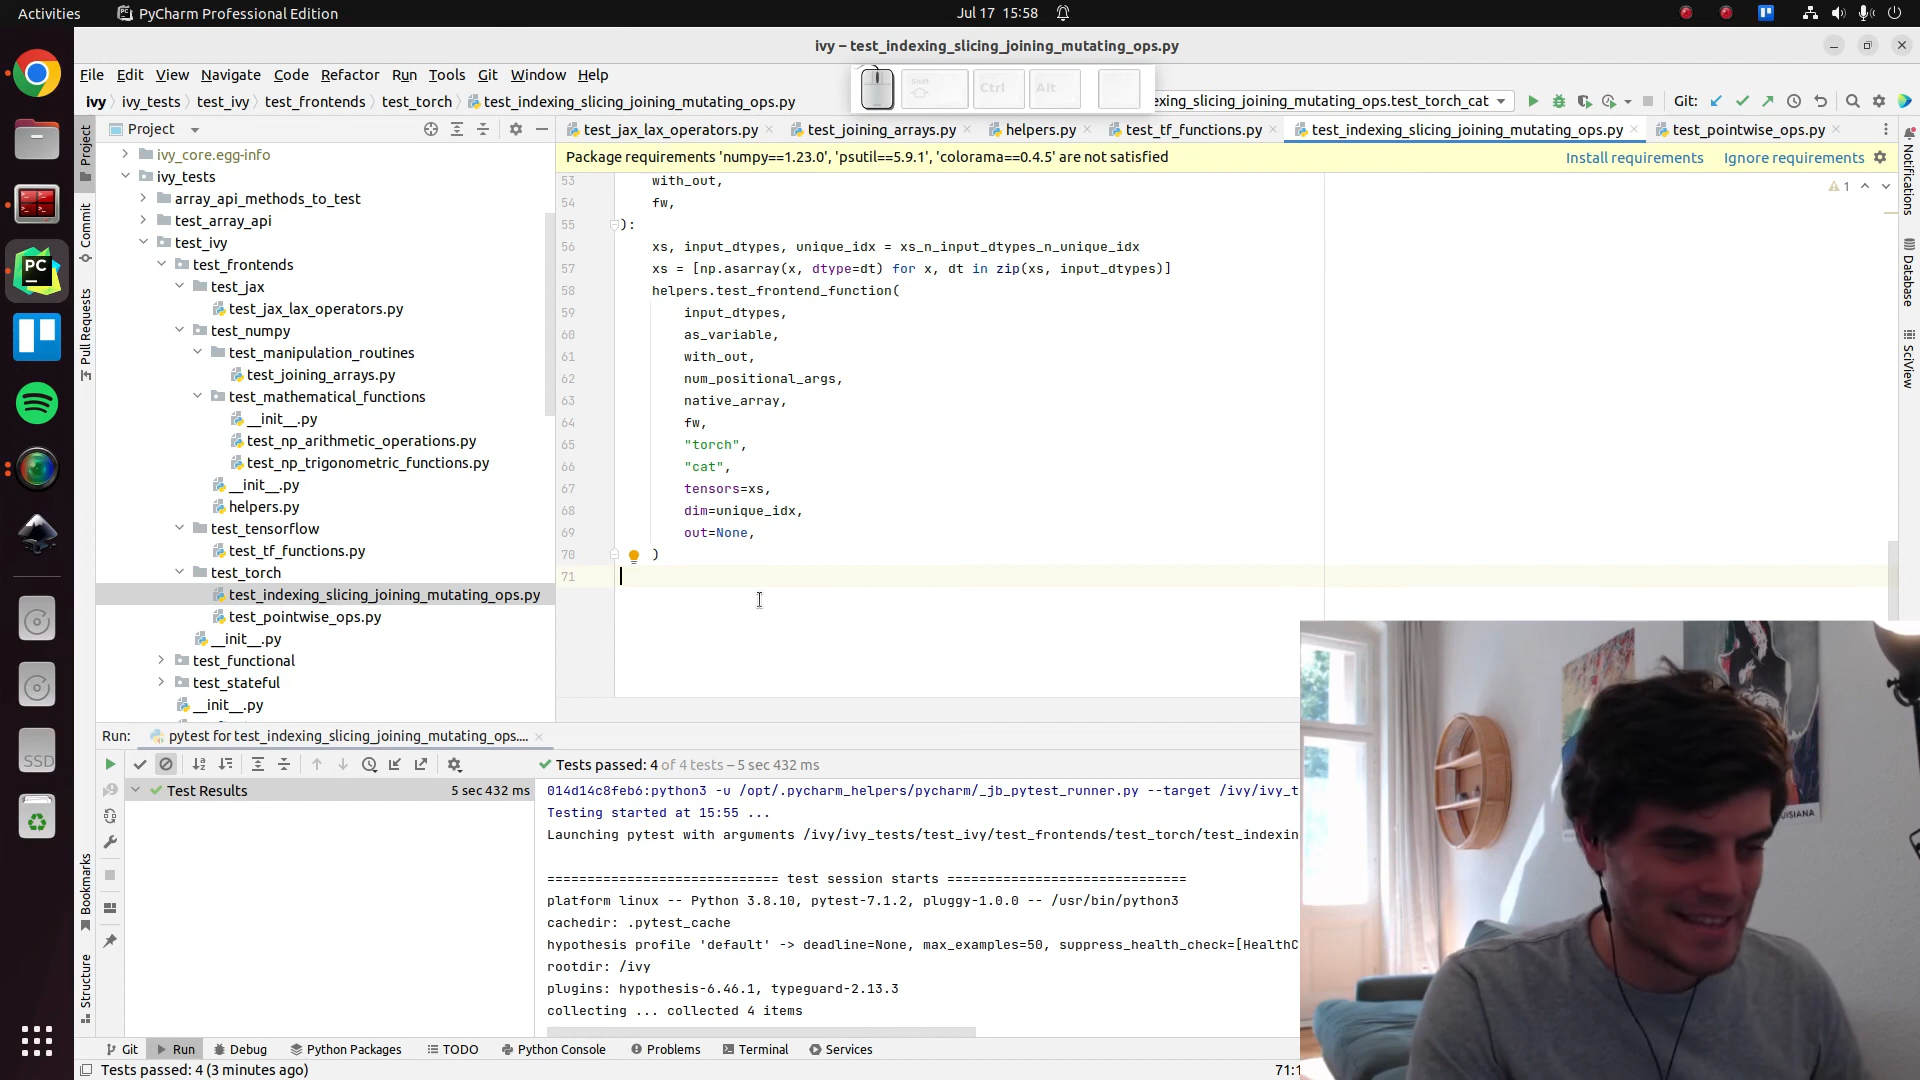 Activities
PyCharm Professional Edition
Jul 17 15:58
ivy – test_indexing_slicing_joining_mutating_ops.py
File Edit View Navigate Code Refactor Run Tools Git Window Help
Shift Ctrl Alt
ivy ivy_tests test_ivy test_frontends test_torch test_indexing_slicing_joining_mutating_ops.py
exing_slicing_joining_mutating_ops.test_torch_cat Git:
Project
test_jax_lax_operators.py test_joining_arrays.py helpers.py test_tf_functions.py test_indexing_slicing_joining_mutating_ops.py test_pointwise_ops.py
Package requirements 'numpy==1.23.0', 'psutil==5.9.1', 'colorama==0.4.5' are not satisfied Install requirements Ignore requirements
Project
Commit
Pull Requests
Bookmarks
Structure
Notifications
Database
SciView
ivy_core.egg-info
ivy_tests
array_api_methods_to_test
test_array_api
test_ivy
test_frontends
test_jax
test_jax_lax_operators.py
test_numpy
test_manipulation_routines
test_joining_arrays.py
test_mathematical_functions
__init__.py
test_np_arithmetic_operations.py
test_np_trigonometric_functions.py
__init__.py
helpers.py
test_tensorflow
test_tf_functions.py
test_torch
test_indexing_slicing_joining_mutating_ops.py
test_pointwise_ops.py
__init__.py
test_functional
test_stateful
__init__.py
1
53 with_out,
54 fw,
55 ):
56 xs, input_dtypes, unique_idx = xs_n_input_dtypes_n_unique_idx
57 xs = [np.asarray(x, dtype=dt) for x, dt in zip(xs, input_dtypes)]
58 helpers.test_frontend_function(
59 input_dtypes,
60 as_variable,
61 with_out,
62 num_positional_args,
63 native_array,
64 fw,
65 "torch",
66 "cat",
67 tensors=xs,
68 dim=unique_idx,
69 out=None,
70 )
71
PC
SSD
Run: pytest for test_indexing_slicing_joining_mutating_ops....
Tests passed: 4 of 4 tests – 5 sec 432 ms
Test Results 5 sec 432 ms
014d14c8feb6:python3 -u /opt/.pycharm_helpers/pycharm/_jb_pytest_runner.py --target /ivy/ivy_t
Testing started at 15:55 ...
Launching pytest with arguments /ivy/ivy_tests/test_ivy/test_frontends/test_torch/test_indexin
============================= test session starts ==============================
platform linux -- Python 3.8.10, pytest-7.1.2, pluggy-1.0.0 -- /usr/bin/python3
cachedir: .pytest_cache
hypothesis profile 'default' -> deadline=None, max_examples=50, suppress_health_check=[HealthC
rootdir: /ivy
plugins: hypothesis-6.46.1, typeguard-2.13.3
collecting ... collected 4 items
Git Run Debug Python Packages TODO Python Console Problems Terminal Services
Tests passed: 4 (3 minutes ago)
71:1